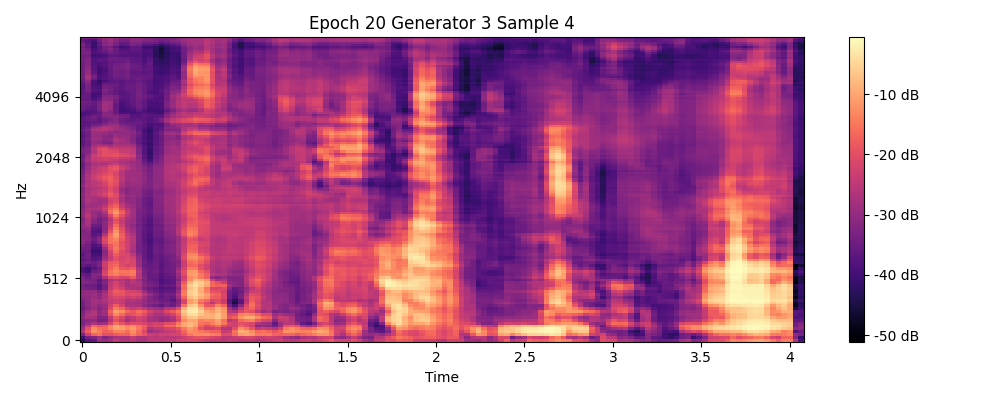 Epoch 20 Generator 3 Sample 4
Hz
4096
2048
1024
512
0
0 0.5 1 1.5 2 2.5 3 3.5 4
Time
-10 dB
-20 dB
-30 dB
-40 dB
-50 dB